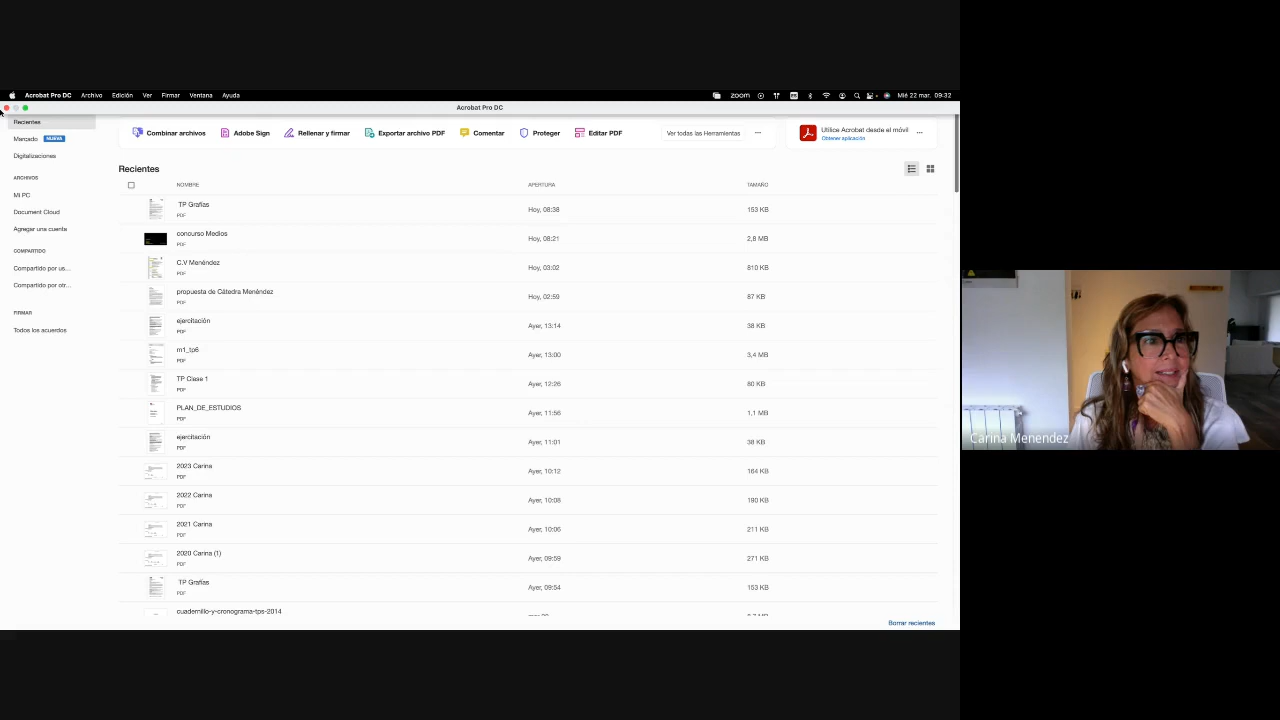 Acrobat Pro DC Archivo Edición Ver Firmar Ventana Ayuda zoom Mié 22 mar. 09:32
Acrobat Pro DC
Recientes
Mercado NUEVA
Digitalizaciones
ARCHIVOS
Mi PC
Document Cloud
Agregar una cuenta
COMPARTIDO
Compartido por us...
Compartido por otr...
FIRMAR
Todos los acuerdos
Combinar archivos Adobe Sign Rellenar y firmar Exportar archivo PDF Comentar Proteger Editar PDF Ver todas las Herramientas ...
Utilice Acrobat desde el móvil ...
Obtener aplicación
Recientes
NOMBRE APERTURA TAMAÑO
TP Grafías Hoy, 08:38 153 KB
PDF
concurso Medios Hoy, 08:21 2,8 MB
PDF
C.V Menéndez Hoy, 03:02 810 KB
PDF
propuesta de Cátedra Menéndez Hoy, 02:59 87 KB
PDF
ejercitación Ayer, 13:14 38 KB
PDF
m1_tp6 Ayer, 13:00 3,4 MB
PDF
TP Clase 1 Ayer, 12:26 80 KB
PDF
PLAN_DE_ESTUDIOS Ayer, 11:56 1,1 MB
PDF
ejercitación Ayer, 11:01 38 KB
PDF
2023 Carina Ayer, 10:12 164 KB
PDF
2022 Carina Ayer, 10:08 190 KB
PDF
2021 Carina Ayer, 10:06 211 KB
PDF
2020 Carina (1) Ayer, 09:59 271 KB
PDF
TP Grafías Ayer, 09:54 153 KB
PDF
cuadernillo-y-cronograma-tps-2014
Borrar recientes
Carina Menendez